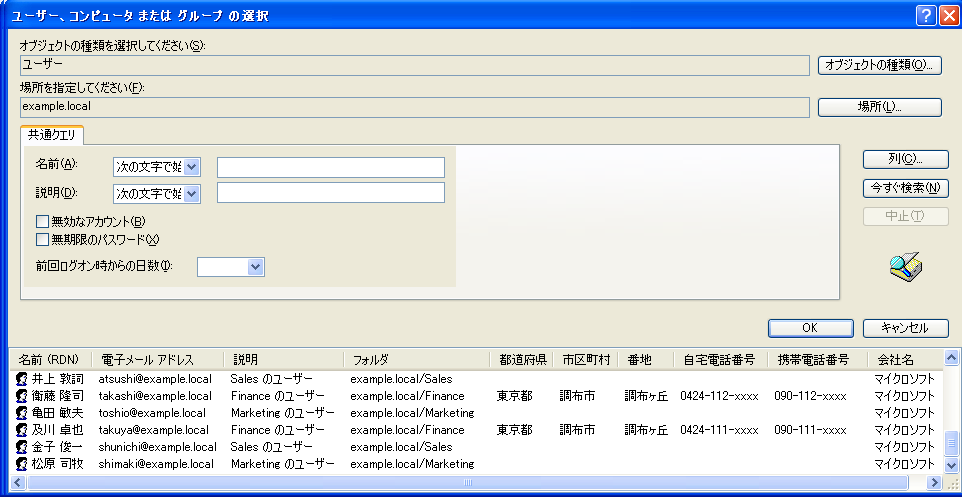 ユーザー、コンピュータ または グループ の選択
オブジェクトの種類を選択してください(S):
ユーザー
オブジェクトの種類(O)...
場所を指定してください(F):
example.local
場所(L)...
共通クエリ
名前(A):
次の文字で始
列(C)...
説明(D):
次の文字で始
今すぐ検索(N)
無効なアカウント(B)
中止(T)
無期限のパスワード(X)
前回ログオン時からの日数(I):
OK
キャンセル
名前 (RDN) 電子メール アドレス 説明 フォルダ 都道府県 市区町村 番地 自宅電話番号 携帯電話番号 会社名
井上 敦詞 atsushi@example.local Sales のユーザー example.local/Sales マイクロソフト
衛藤 隆司 takashi@example.local Finance のユーザー example.local/Finance 東京都 調布市 調布ヶ丘 0424-112-xxxx 090-112-xxxx マイクロソフト
亀田 敏夫 toshio@example.local Marketing のユーザー example.local/Marketing マイクロソフト
及川 卓也 takuya@example.local Finance のユーザー example.local/Finance 東京都 調布市 調布ヶ丘 0424-111-xxxx 090-111-xxxx マイクロソフト
金子 俊一 shunichi@example.local Sales のユーザー example.local/Sales マイクロソフト
松原 司牧 shimaki@example.local Marketing のユーザー example.local/Marketing マイクロソフト